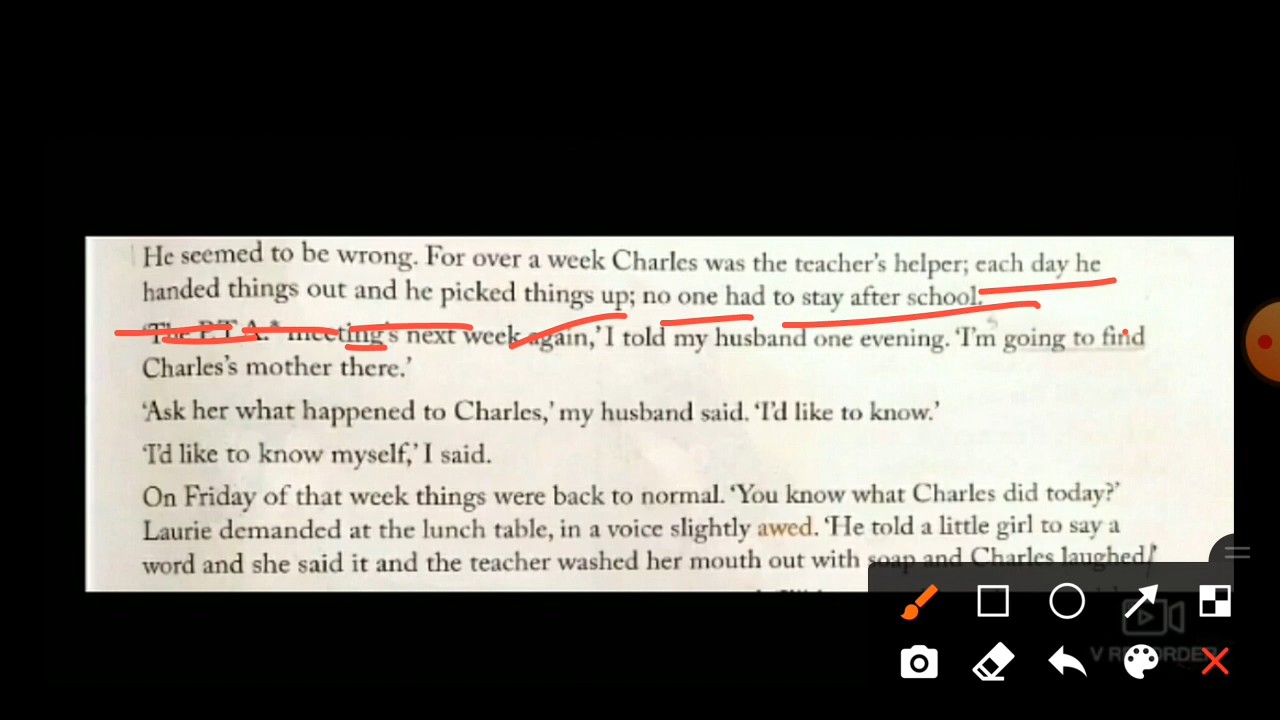 He seemed to be wrong. For over a week Charles was the teacher's helper; each day he
handed things out and he picked things up; no one had to stay after school.
'The P.T.A.* meeting's next week again,' I told my husband one evening. 'I'm going to find
Charles's mother there.'
'Ask her what happened to Charles,' my husband said. 'I'd like to know.'
'I'd like to know myself,' I said.
On Friday of that week things were back to normal. 'You know what Charles did today?'
Laurie demanded at the lunch table, in a voice slightly awed. 'He told a little girl to say a
word and she said it and the teacher washed her mouth out with soap and Charles laughed.'
V RECORDER